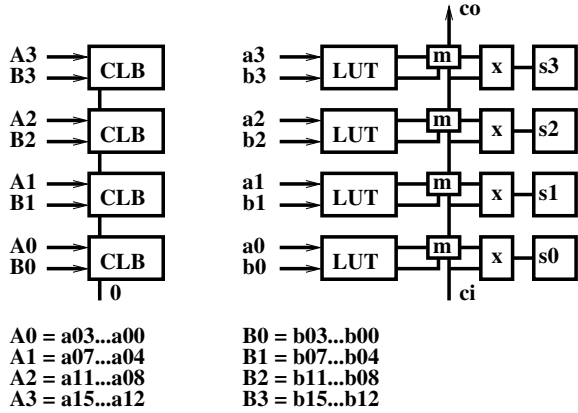 co
A3 CLB a3 LUT m x s3
B3 b3
A2 CLB a2 LUT m x s2
B2 b2
A1 CLB a1 LUT m x s1
B1 b1
A0 CLB a0 LUT m x s0
B0 b0
0 ci
A0 = a03...a00 B0 = b03...b00
A1 = a07...a04 B1 = b07...b04
A2 = a11...a08 B2 = b11...b08
A3 = a15...a12 B3 = b15...b12